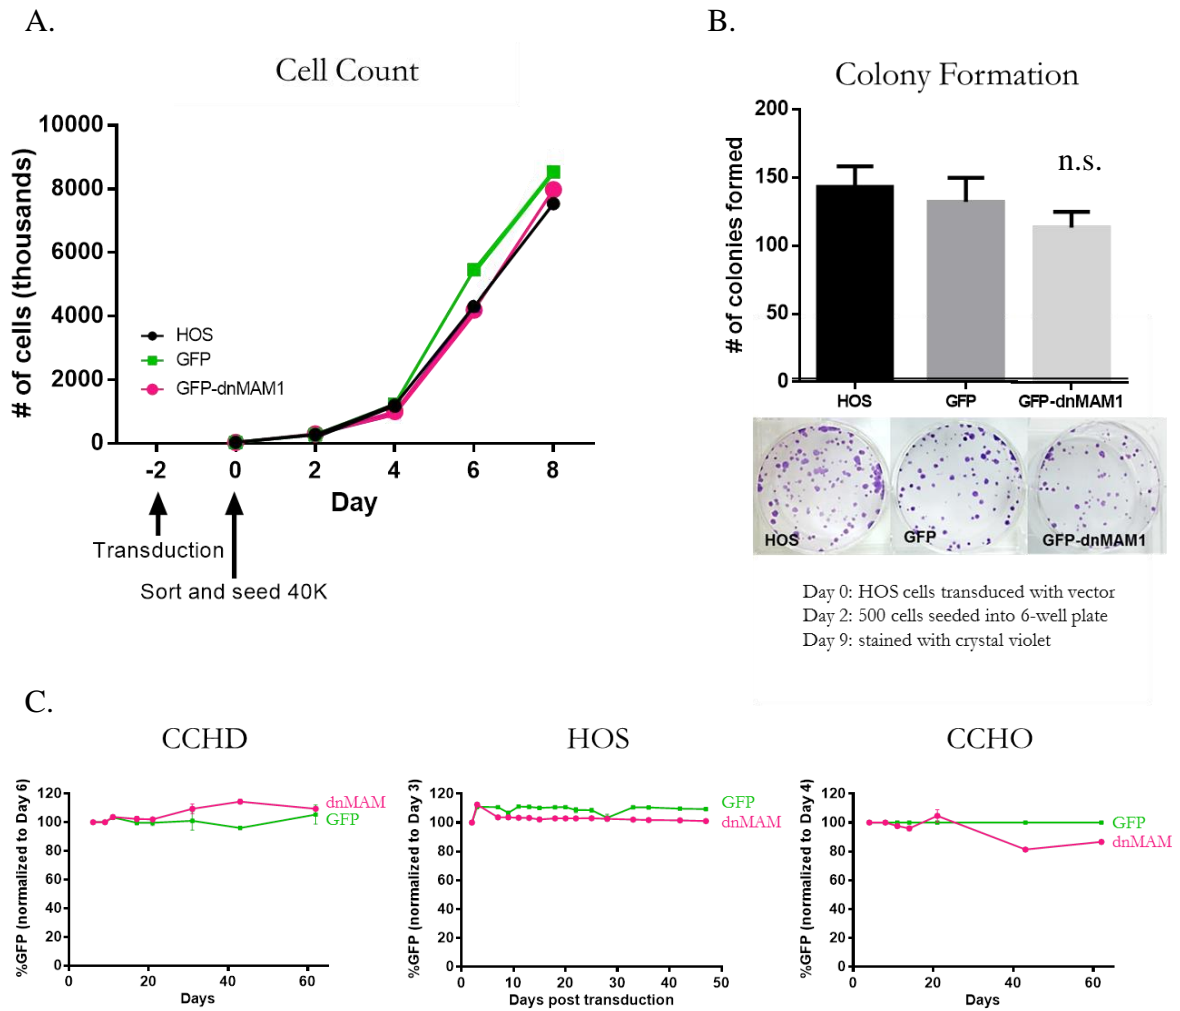 A.
Cell Count
# of cells (thousands)
10000
8000
6000
4000
2000
0
HOS
GFP
GFP-dnMAM1
-2 0 2 4 6 8
Day
Transduction
Sort and seed 40K
B.
Colony Formation
# of colonies formed
200
150
100
50
0
n.s.
HOS GFP GFP-dnMAM1
HOS GFP GFP-dnMAM1
Day 0: HOS cells transduced with vector
Day 2: 500 cells seeded into 6-well plate
Day 9: stained with crystal violet
C.
CCHD
%GFP (normalized to Day 6)
120
100
80
60
40
20
0
dnMAM
GFP
0 20 40 60
Days
HOS
%GFP (normalized to Day 3)
120
100
80
60
40
20
0
GFP
dnMAM
0 10 20 30 40 50
Days post transduction
CCHO
%GFP (normalized to Day 4)
120
100
80
60
40
20
0
GFP
dnMAM
0 20 40 60
Days